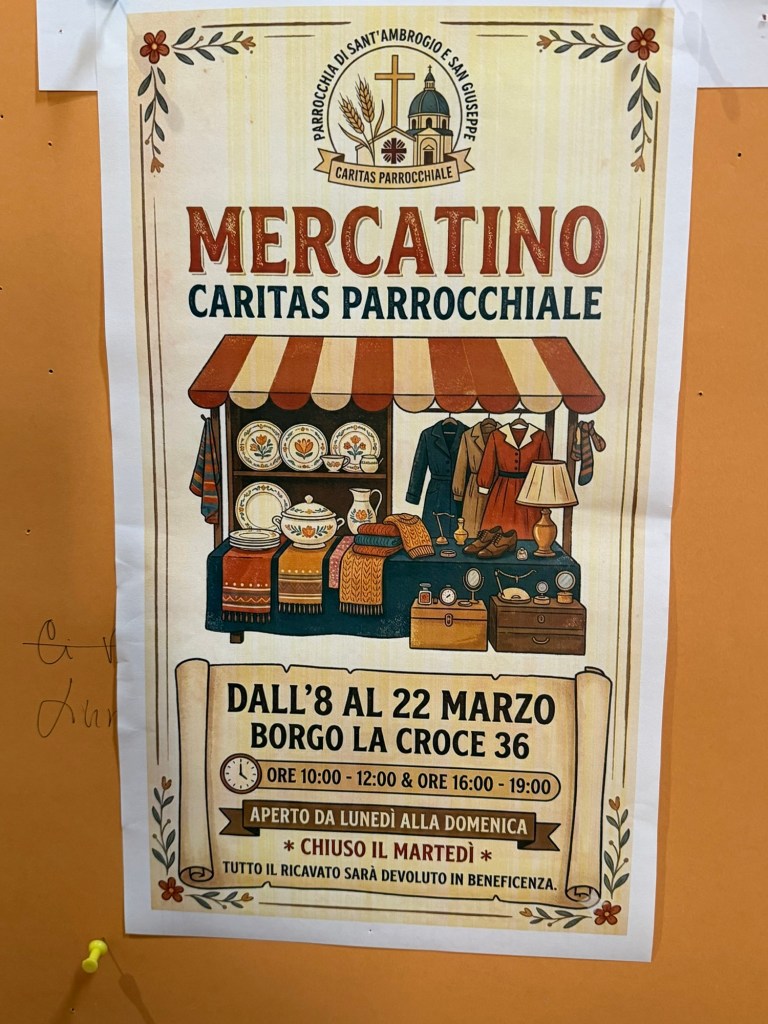 PARROCCHIA DI SANT'AMBROGIO E SAN GIUSEPPE
CARITAS PARROCCHIALE
MERCATINO
CARITAS PARROCCHIALE
DALL'8 AL 22 MARZO
BORGO LA CROCE 36
ORE 10:00 - 12:00 & ORE 16:00 - 19:00
APERTO DA LUNEDÌ ALLA DOMENICA
* CHIUSO IL MARTEDÌ *
TUTTO IL RICAVATO SARÀ DEVOLUTO IN BENEFICENZA.